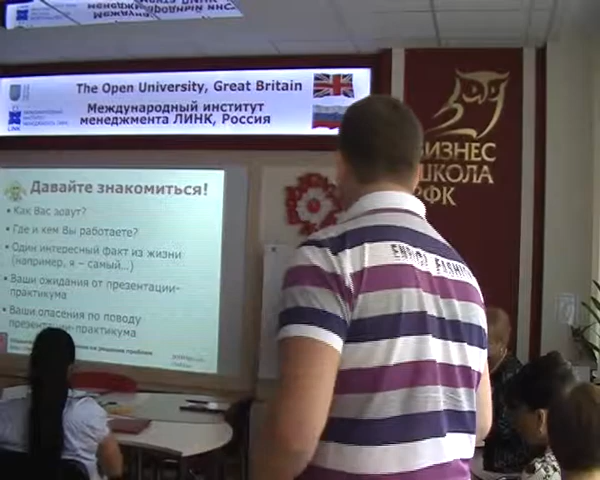 The Open University, Great Britain
Международный институт
менеджмента ЛИНК, Россия
БИЗНЕС
ШКОЛА
РФК
Давайте знакомиться!
• Как Вас зовут?
• Где и кем Вы работаете?
• Один интересный факт из жизни
(например, я – самый...)
• Ваши ожидания от презентации-
практикума
• Ваши опасения по поводу
презентации-практикума